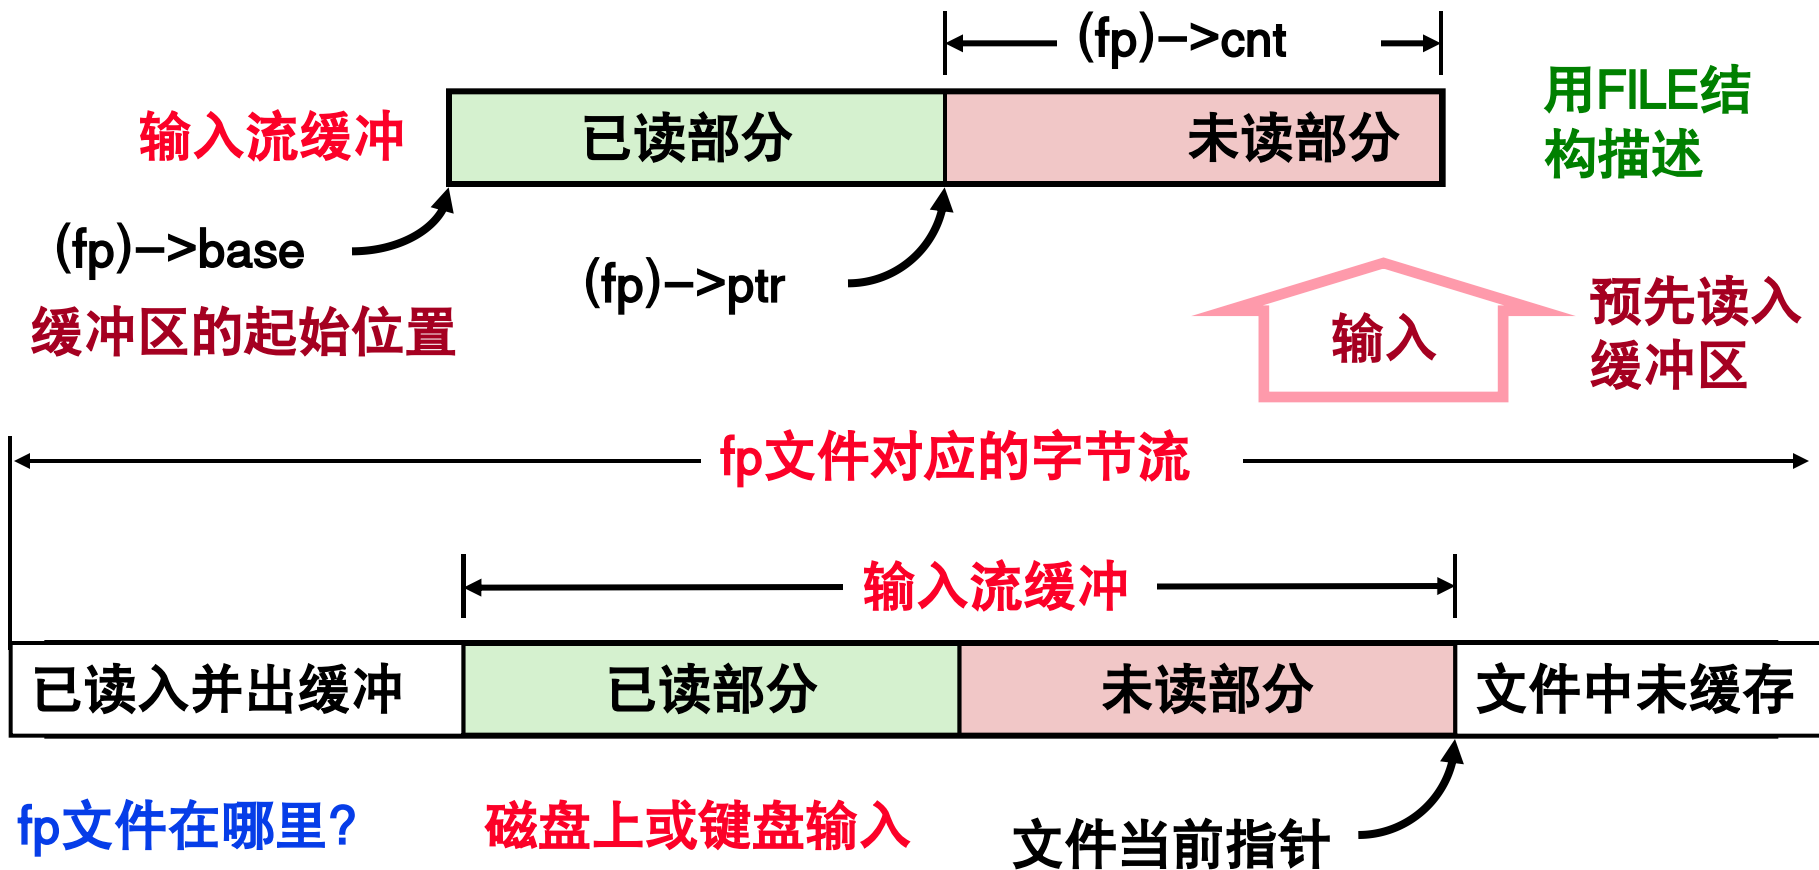 (fp)->cnt
输入流缓冲
已读部分
未读部分
用FILE结
构描述
(fp)->base
(fp)->ptr
缓冲区的起始位置
输入
预先读入
缓冲区
fp文件对应的字节流
输入流缓冲
已读入并出缓冲
已读部分
未读部分
文件中未缓存
fp文件在哪里?
磁盘上或键盘输入
文件当前指针